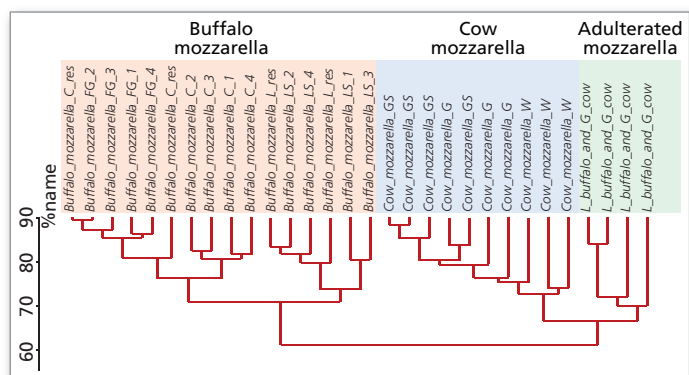 Buffalo
mozzarella
Cow
mozzarella
Adulterated
mozzarella
Buffalo_mozzarella_C_res
Buffalo_mozzarella_FG_2
Buffalo_mozzarella_FG_3
Buffalo_mozzarella_FG_1
Buffalo_mozzarella_FG_4
Buffalo_mozzarella_C_res
Buffalo_mozzarella_C_2
Buffalo_mozzarella_C_3
Buffalo_mozzarella_C_1
Buffalo_mozzarella_C_4
Buffalo_mozzarella_L_res
Buffalo_mozzarella_LS_2
Buffalo_mozzarella_LS_4
Buffalo_mozzarella_L_res
Buffalo_mozzarella_LS_1
Buffalo_mozzarella_LS_3
Cow_mozzarella_GS
Cow_mozzarella_GS
Cow_mozzarella_GS
Cow_mozzarella_G
Cow_mozzarella_GS
Cow_mozzarella_G
Cow_mozzarella_G
Cow_mozzarella_W
Cow_mozzarella_W
Cow_mozzarella_W
L_buffalo_and_G_cow
L_buffalo_and_G_cow
L_buffalo_and_G_cow
L_buffalo_and_G_cow
%name
90
80
70
60